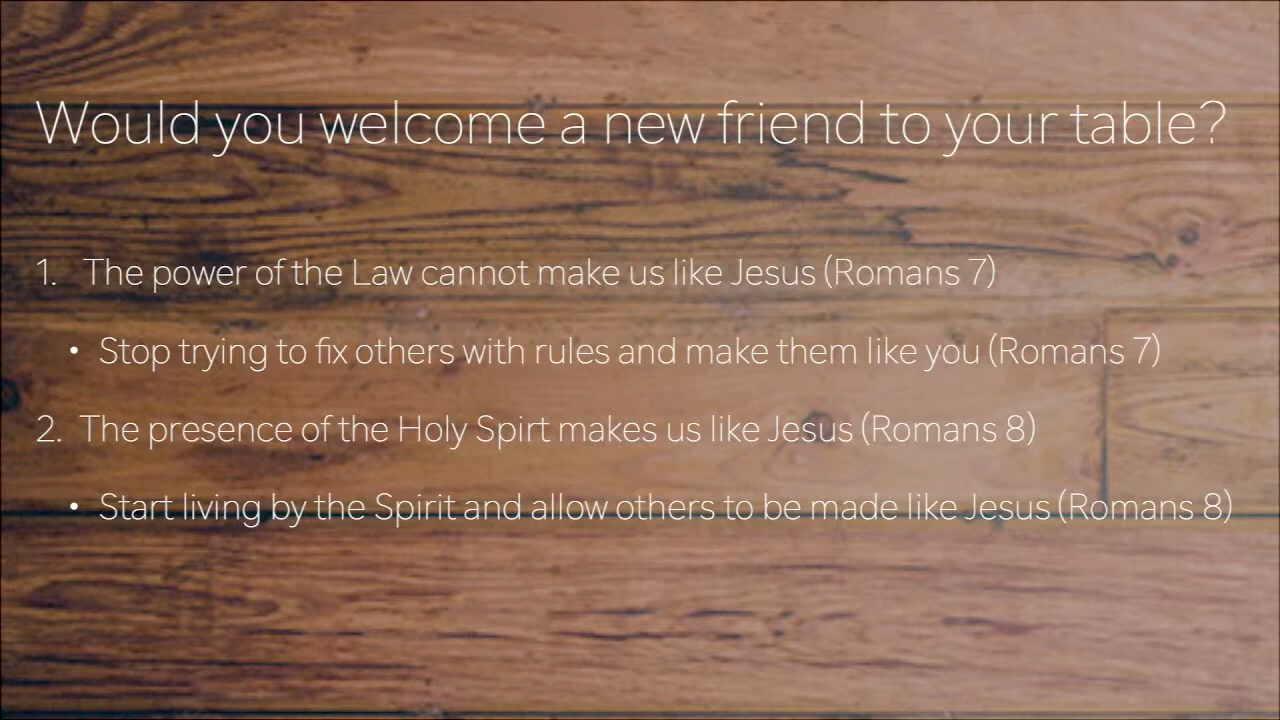 Would you welcome a new friend to your table?
1. The power of the Law cannot make us like Jesus (Romans 7)
• Stop trying to fix others with rules and make them like you (Romans 7)
2. The presence of the Holy Spirt makes us like Jesus (Romans 8)
• Start living by the Spirit and allow others to be made like Jesus (Romans 8)